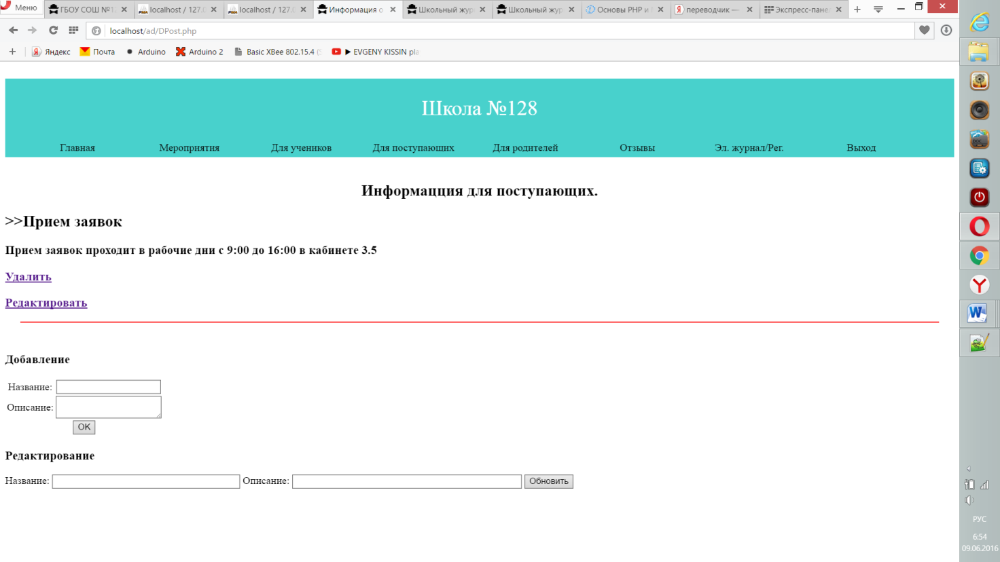 Меню
ГБОУ СОШ №12
localhost / 127.0
localhost / 127.0
Информация о
Школьный жур
Школьный жур
Основы PHP и
переводчик —
Экспресс-пане
localhost/ad/DPost.php
Яндекс
Почта
Arduino
Arduino 2
Basic XBee 802.15.4 (
EVGENY KISSIN pla
Школа №128
Главная
Мероприятия
Для учеников
Для поступающих
Для родителей
Отзывы
Эл. журнал/Рег.
Выход
Информацция для поступающих.
>>Прием заявок
Прием заявок проходит в рабочие дни с 9:00 до 16:00 в кабинете 3.5
Удалить
Редактировать
Добавление
Название:
Описание:
OK
Редактирование
Название: Описание: Обновить
РУС
6:54
09.06.2016